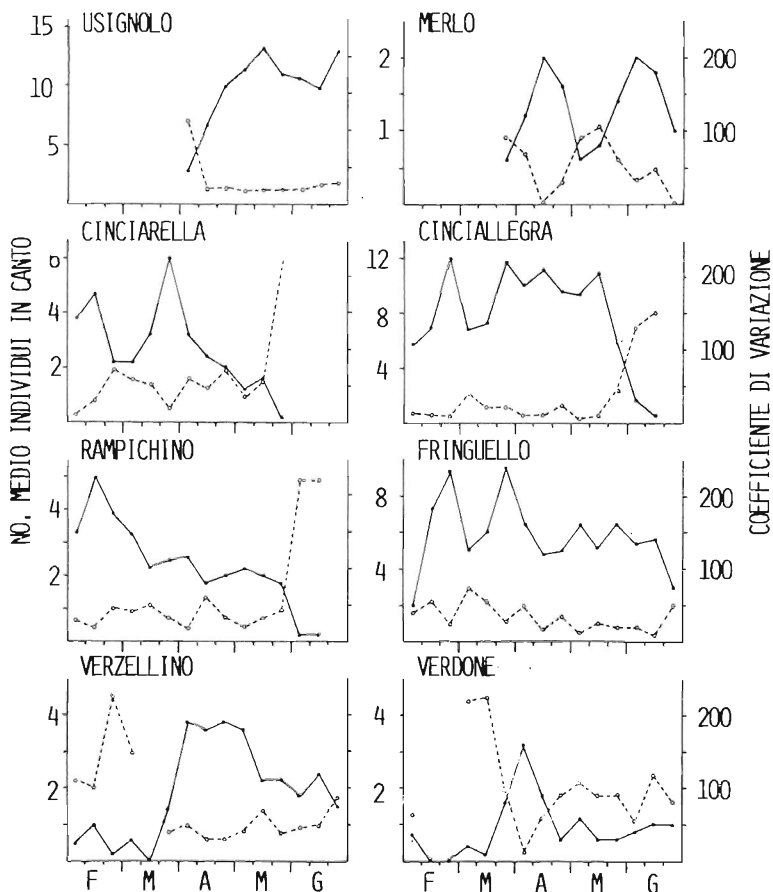 USIGNOLO
15
10
5
MERLO
2
1
200
100
CINCIARELLA
6
4
2
CINCIALLEGRA
12
8
4
200
100
RAMPICHINO
4
2
FRINGUELLO
8
4
200
100
VERZELLINO
4
2
VERDONE
4
2
200
100
F M A M G
F M A M G
NO. MEDIO INDIVIDUI IN CANTO
COEFFICIENTE DI VARIAZIONE